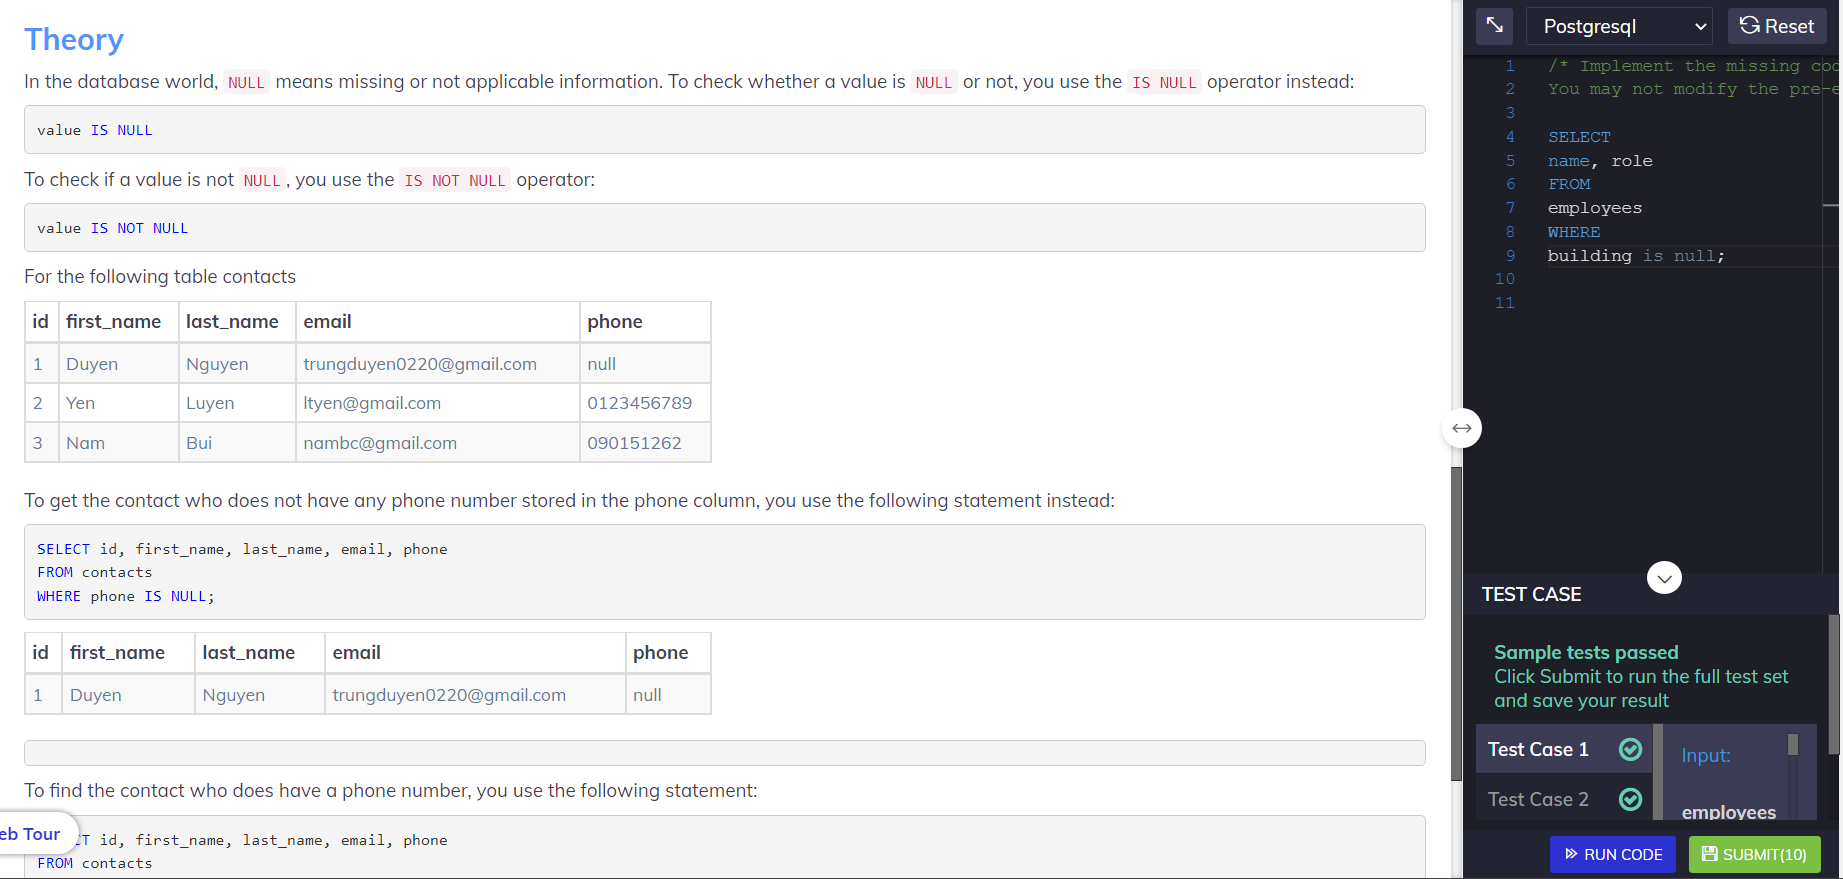 Theory
In the database world, NULL means missing or not applicable information. To check whether a value is NULL or not, you use the IS NULL operator instead:
value IS NULL
To check if a value is not NULL, you use the IS NOT NULL operator:
value IS NOT NULL
For the following table contacts
id first_name last_name email phone
1 Duyen Nguyen trungduyen0220@gmail.com null
2 Yen Luyen ltyen@gmail.com 0123456789
3 Nam Bui nambc@gmail.com 090151262
To get the contact who does not have any phone number stored in the phone column, you use the following statement instead:
SELECT id, first_name, last_name, email, phone
FROM contacts
WHERE phone IS NULL;
id first_name last_name email phone
1 Duyen Nguyen trungduyen0220@gmail.com null
To find the contact who does have a phone number, you use the following statement:
CT id, first_name, last_name, email, phone
FROM contacts
eb Tour
Postgresql
Reset
1 /* Implement the missing coc
2 You may not modify the pre-e
3
4 SELECT
5 name, role
6 FROM
7 employees
8 WHERE
9 building is null;
10
11
TEST CASE
Sample tests passed
Click Submit to run the full test set
and save your result
Test Case 1
Test Case 2
Input:
employees
RUN CODE
SUBMIT(10)